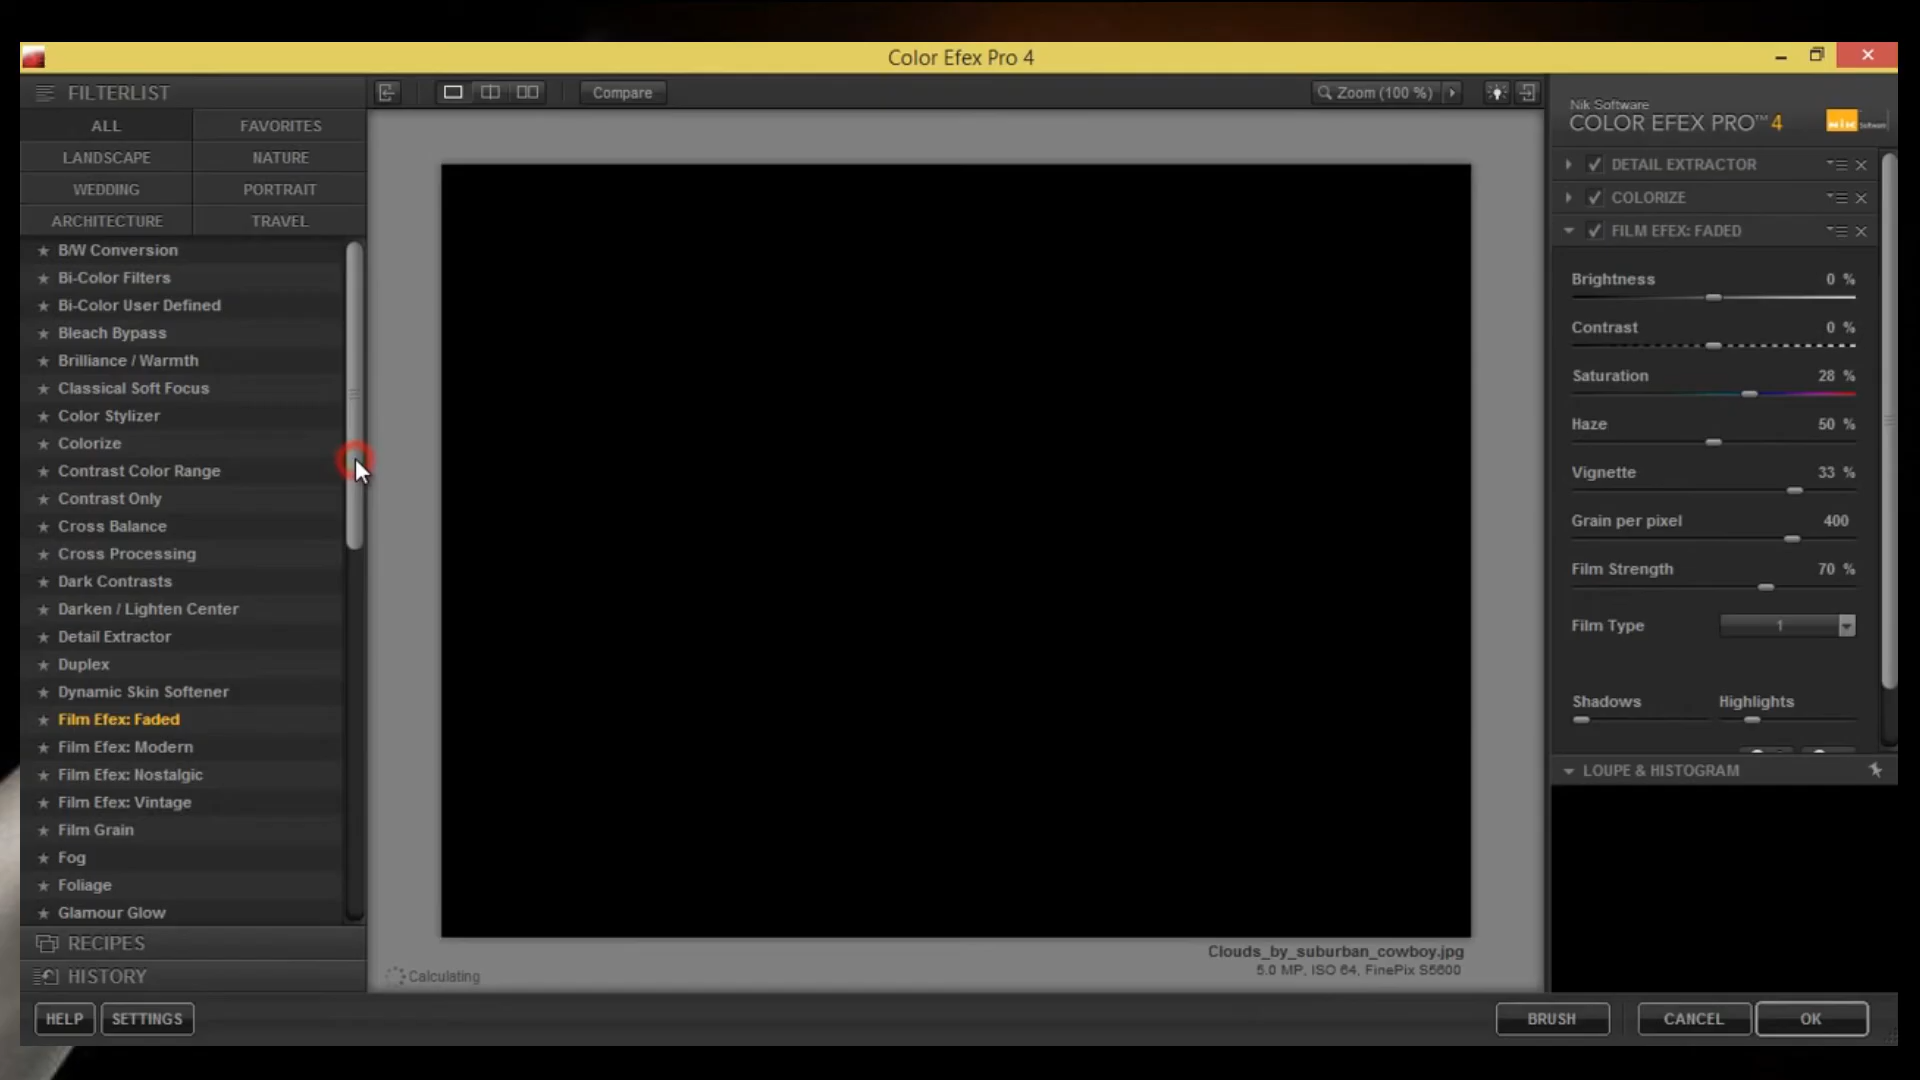 Color Efex Pro 4
FILTERLIST
ALL
FAVORITES
LANDSCAPE
NATURE
WEDDING
PORTRAIT
ARCHITECTURE
TRAVEL
B/W Conversion
Bi-Color Filters
Bi-Color User Defined
Bleach Bypass
Brilliance / Warmth
Classical Soft Focus
Color Stylizer
Colorize
Contrast Color Range
Contrast Only
Cross Balance
Cross Processing
Dark Contrasts
Darken / Lighten Center
Detail Extractor
Duplex
Dynamic Skin Softener
Film Efex: Faded
Film Efex: Modern
Film Efex: Nostalgic
Film Efex: Vintage
Film Grain
Fog
Foliage
Glamour Glow
RECIPES
HISTORY
HELP
SETTINGS
Compare
Zoom (100 %)
Clouds_by_suburban_cowboy.jpg
5.0 MP, ISO 64, FinePix S5600
Calculating
Nik Software
COLOR EFEX PRO™ 4
nik Software
DETAIL EXTRACTOR
COLORIZE
FILM EFEX: FADED
Brightness 0 %
Contrast 0 %
Saturation 28 %
Haze 50 %
Vignette 33 %
Grain per pixel 400
Film Strength 70 %
Film Type 1
Shadows Highlights
LOUPE & HISTOGRAM
BRUSH
CANCEL
OK